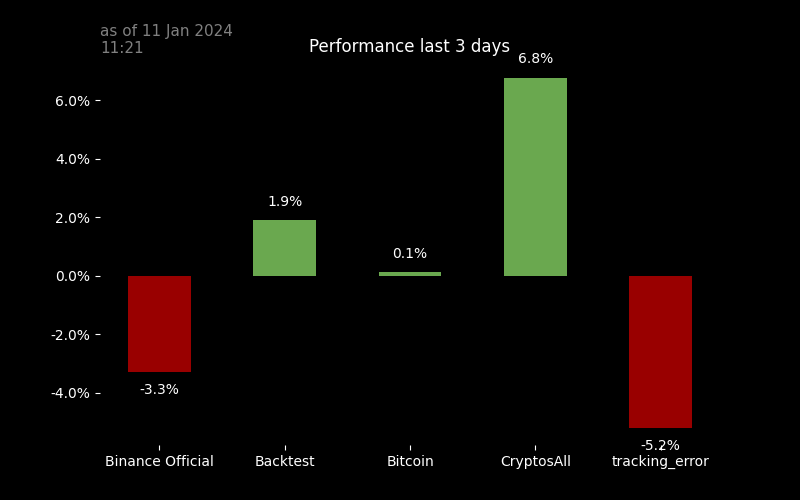 as of 11 Jan 2024
11:21
Performance last 3 days
6.8%
6.0%
4.0%
2.0%
1.9%
0.1%
0.0%
-2.0%
-4.0%
-3.3%
-5.2%
Binance Official
Backtest
Bitcoin
CryptosAll
tracking_error